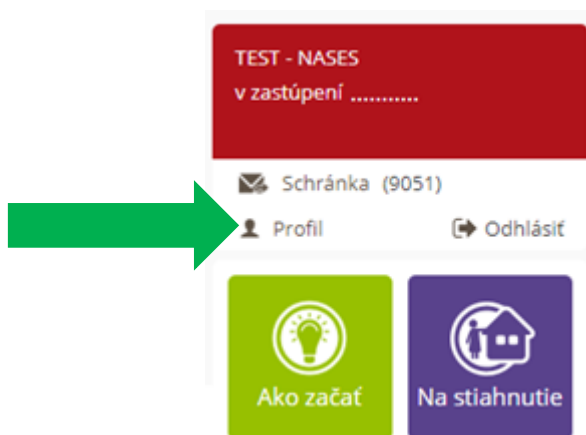 TEST - NASES
v zastúpení ...........
Schránka (9051)
Profil Odhlásiť
Ako začať Na stiahnutie